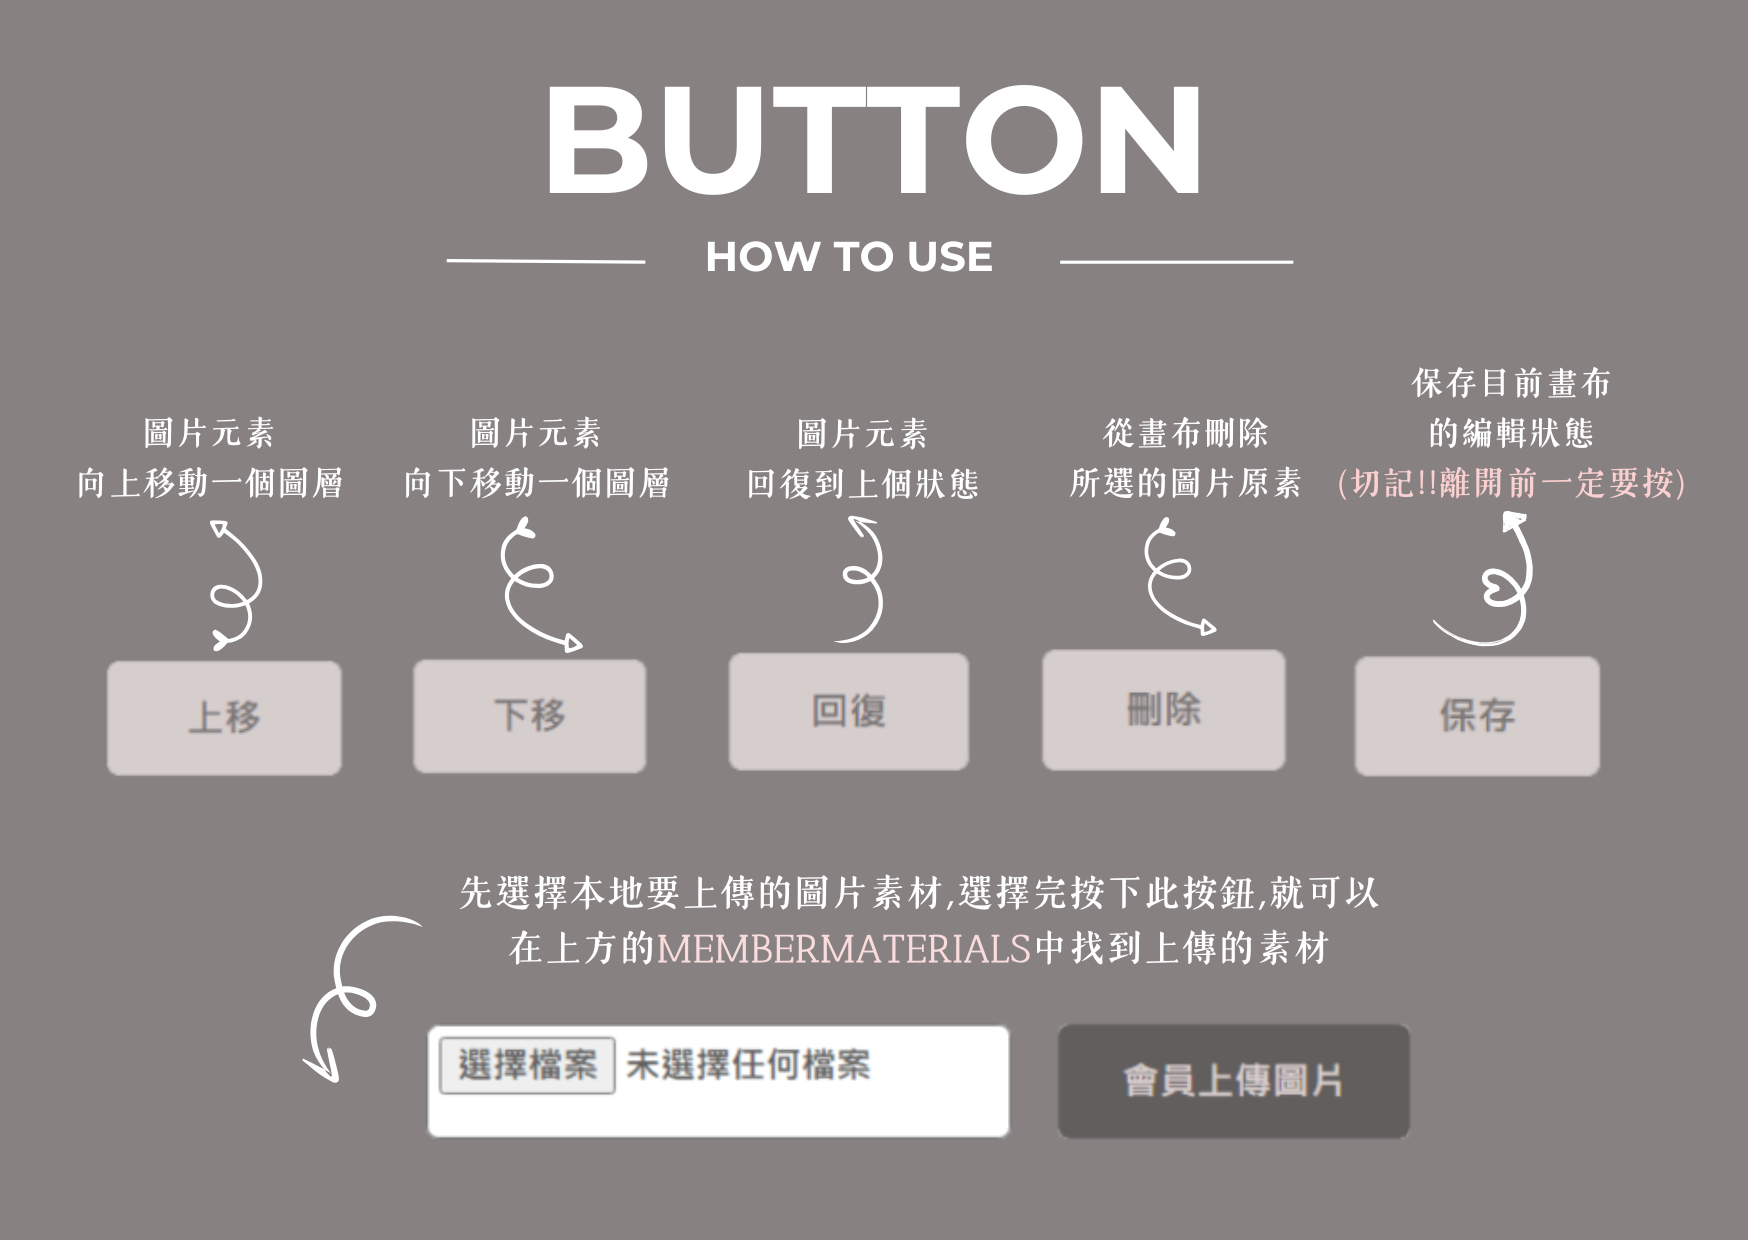 BUTTON
HOW TO USE
圖片元素
向上移動一個圖層
圖片元素
向下移動一個圖層
圖片元素
回復到上個狀態
從畫布刪除
所選的圖片原素
保存目前畫布
的編輯狀態
(切記!!離開前一定要按)
上移
下移
回復
刪除
保存
先選擇本地要上傳的圖片素材,選擇完按下此按鈕,就可以
在上方的MEMBERMATERIALS中找到上傳的素材
選擇檔案 未選擇任何檔案
會員上傳圖片